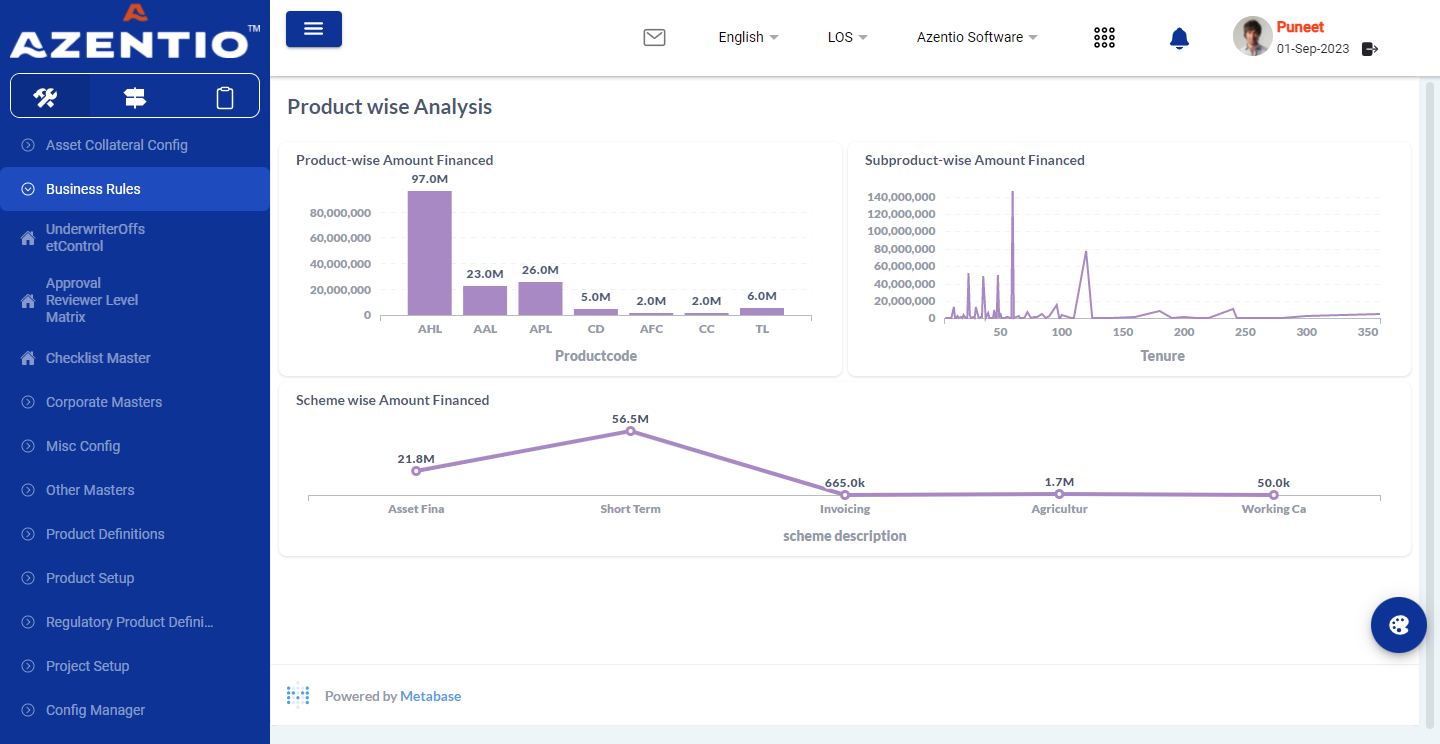 AZENTIO™
English
LOS
Azentio Software
Puneet
01-Sep-2023
Asset Collateral Config
Business Rules
UnderwriterOffs
etControl
Approval
Reviewer Level
Matrix
Checklist Master
Corporate Masters
Misc Config
Other Masters
Product Definitions
Product Setup
Regulatory Product Defini...
Project Setup
Config Manager
Product wise Analysis
Product-wise Amount Financed
97.0M
80,000,000
60,000,000
40,000,000
20,000,000
0
23.0M
26.0M
5.0M
2.0M
2.0M
6.0M
AHL
AAL
APL
CD
AFC
CC
TL
Productcode
Subproduct-wise Amount Financed
140,000,000
120,000,000
100,000,000
80,000,000
60,000,000
40,000,000
20,000,000
0
50
100
150
200
250
300
350
Tenure
Scheme wise Amount Financed
21.8M
56.5M
665.0k
1.7M
50.0k
Asset Fina
Short Term
Invoicing
Agricultur
Working Ca
scheme description
Powered by Metabase